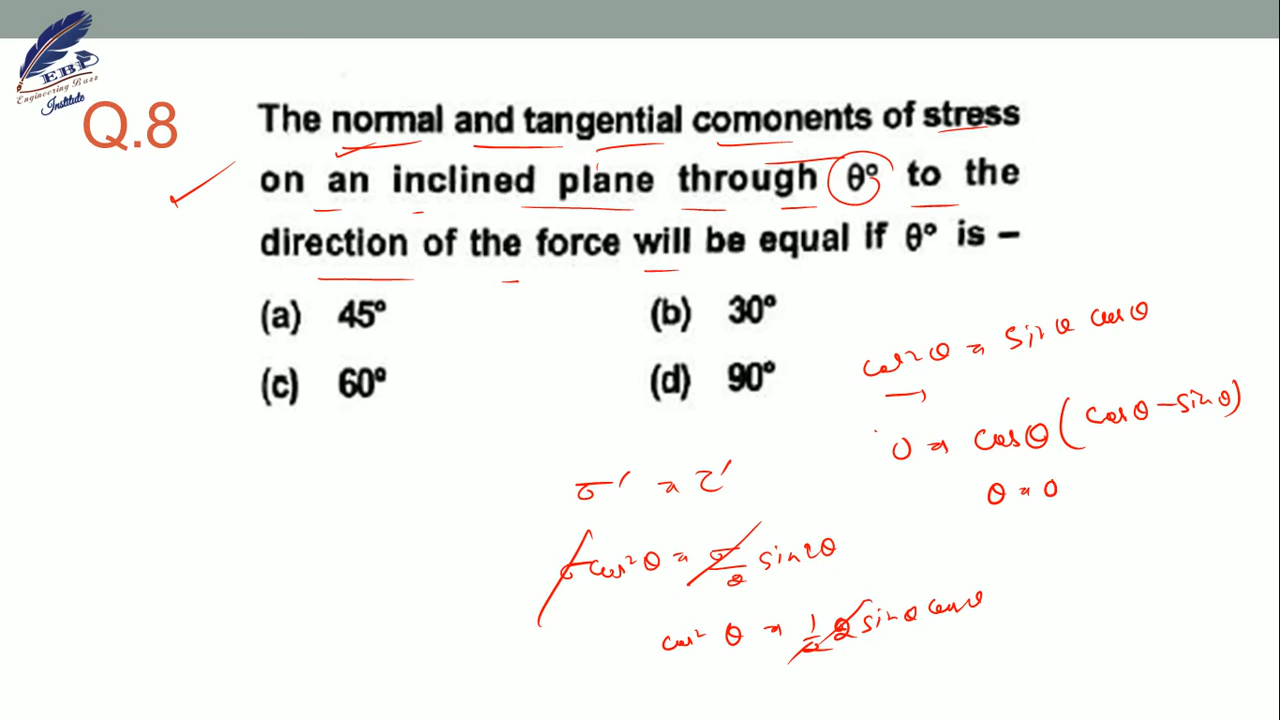 EBI
Engineering Buzz
Institute
Q.8
The normal and tangential comonents of stress
on an inclined plane through θ° to the
direction of the force will be equal if θ° is –
(a) 45° (b) 30°
(c) 60° (d) 90°
cos²θ = sinθ cosθ
0 = cosθ (cosθ – sinθ)
θ = 0
σ' = τ'
σ cos²θ = σ/2 sin2θ
cos²θ = 1/2 2 sinθ cosθ